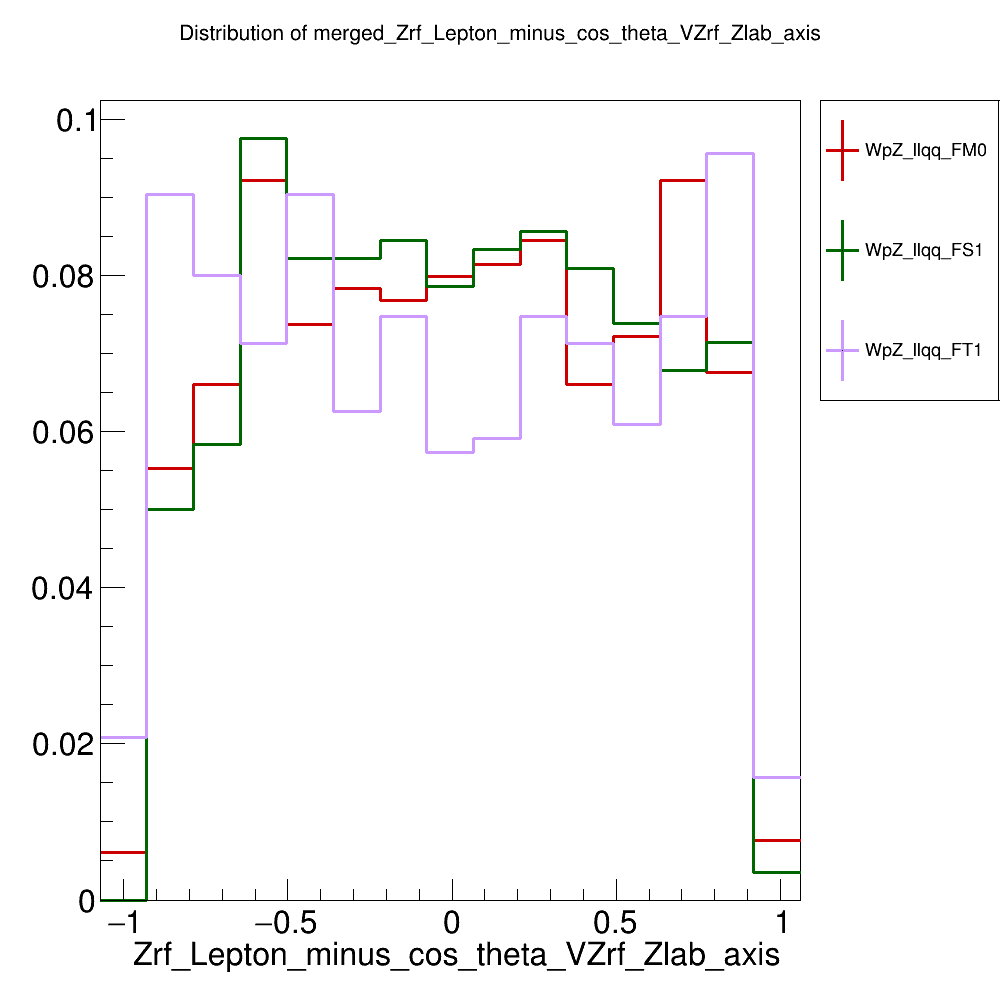 Distribution of merged_Zrf_Lepton_minus_cos_theta_VZrf_Zlab_axis
0.1
0.08
0.06
0.04
0.02
0
−1
−0.5
0
0.5
1
Zrf_Lepton_minus_cos_theta_VZrf_Zlab_axis
WpZ_llqq_FM0
WpZ_llqq_FS1
WpZ_llqq_FT1